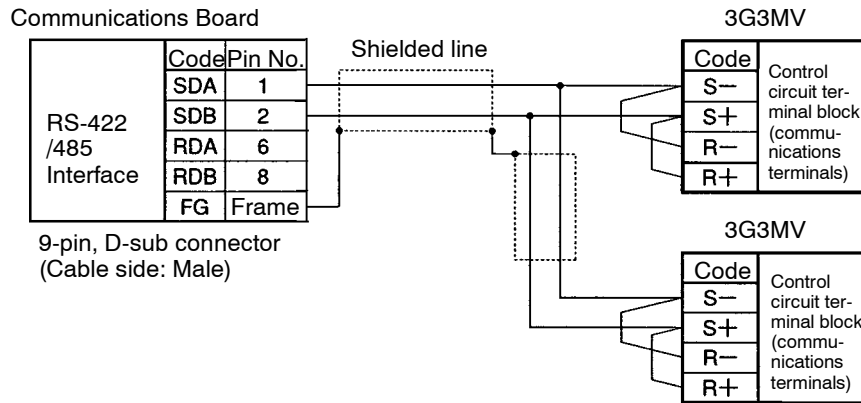 Communications Board
RS-422
/485
Interface
Code Pin No.
SDA 1
SDB 2
RDA 6
RDB 8
FG Frame
9-pin, D-sub connector
(Cable side: Male)
Shielded line
3G3MV
Code
S−
S+
R−
R+
Control
circuit ter-
minal block
(commu-
nications
terminals)
3G3MV
Code
S−
S+
R−
R+
Control
circuit ter-
minal block
(commu-
nications
terminals)